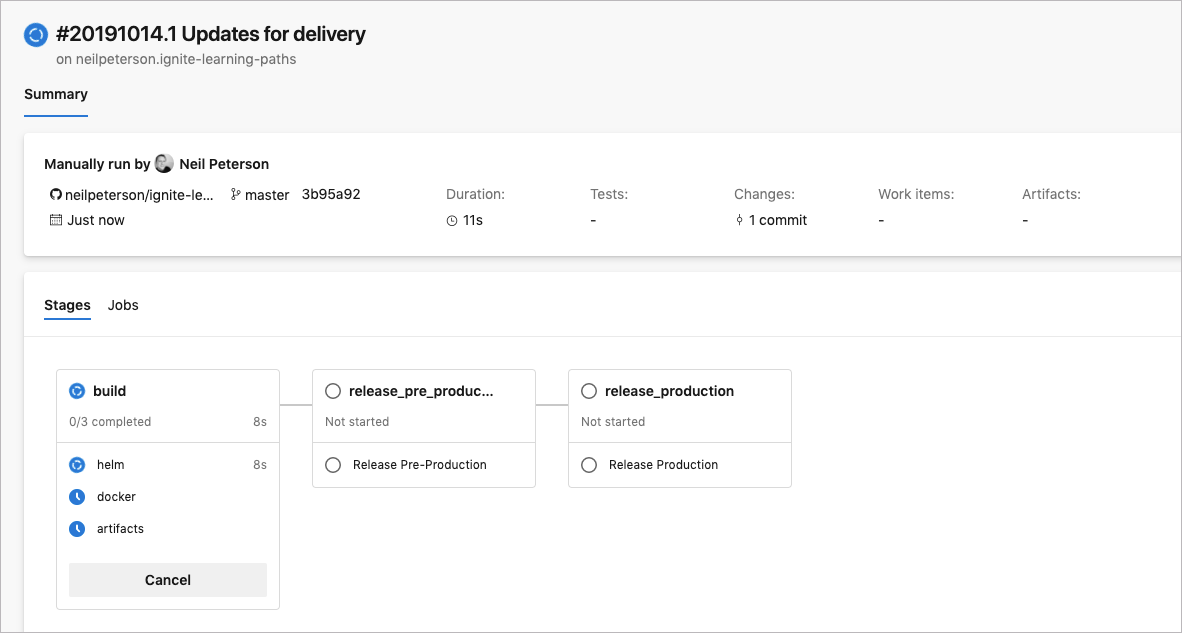 #20191014.1 Updates for delivery
on neilpeterson.ignite-learning-paths
Summary
Manually run by Neil Peterson
neilpeterson/ignite-le... master 3b95a92
Just now
Duration: Tests: Changes: Work items: Artifacts:
11s - 1 commit - -
Stages Jobs
build
0/3 completed 8s
helm 8s
docker
artifacts
Cancel
release_pre_produc...
Not started
Release Pre-Production
release_production
Not started
Release Production